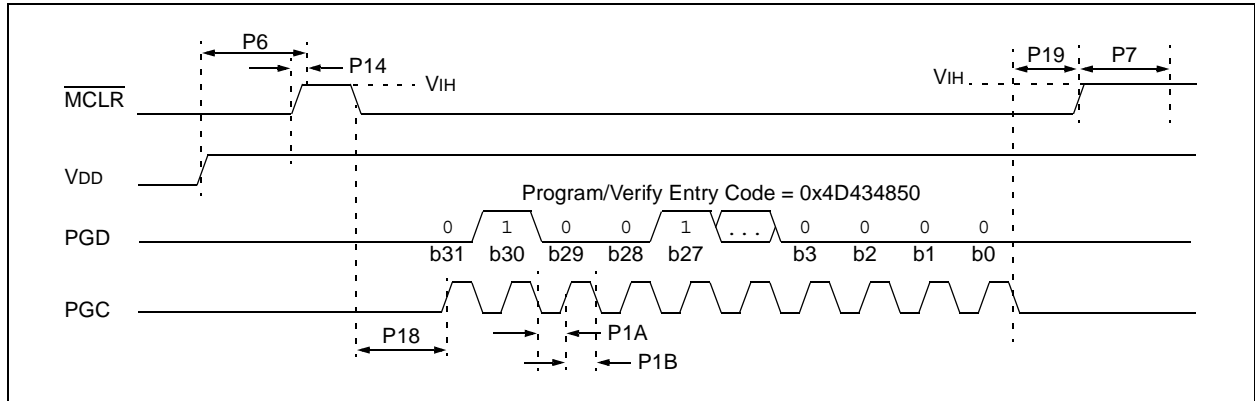 P6
P14
P19
P7
VIH
VIH
MCLR
VDD
Program/Verify Entry Code = 0x4D434850
PGD
0 1 0 0 1 ... 0 0 0 0
b31 b30 b29 b28 b27 b3 b2 b1 b0
PGC
P18
P1A
P1B